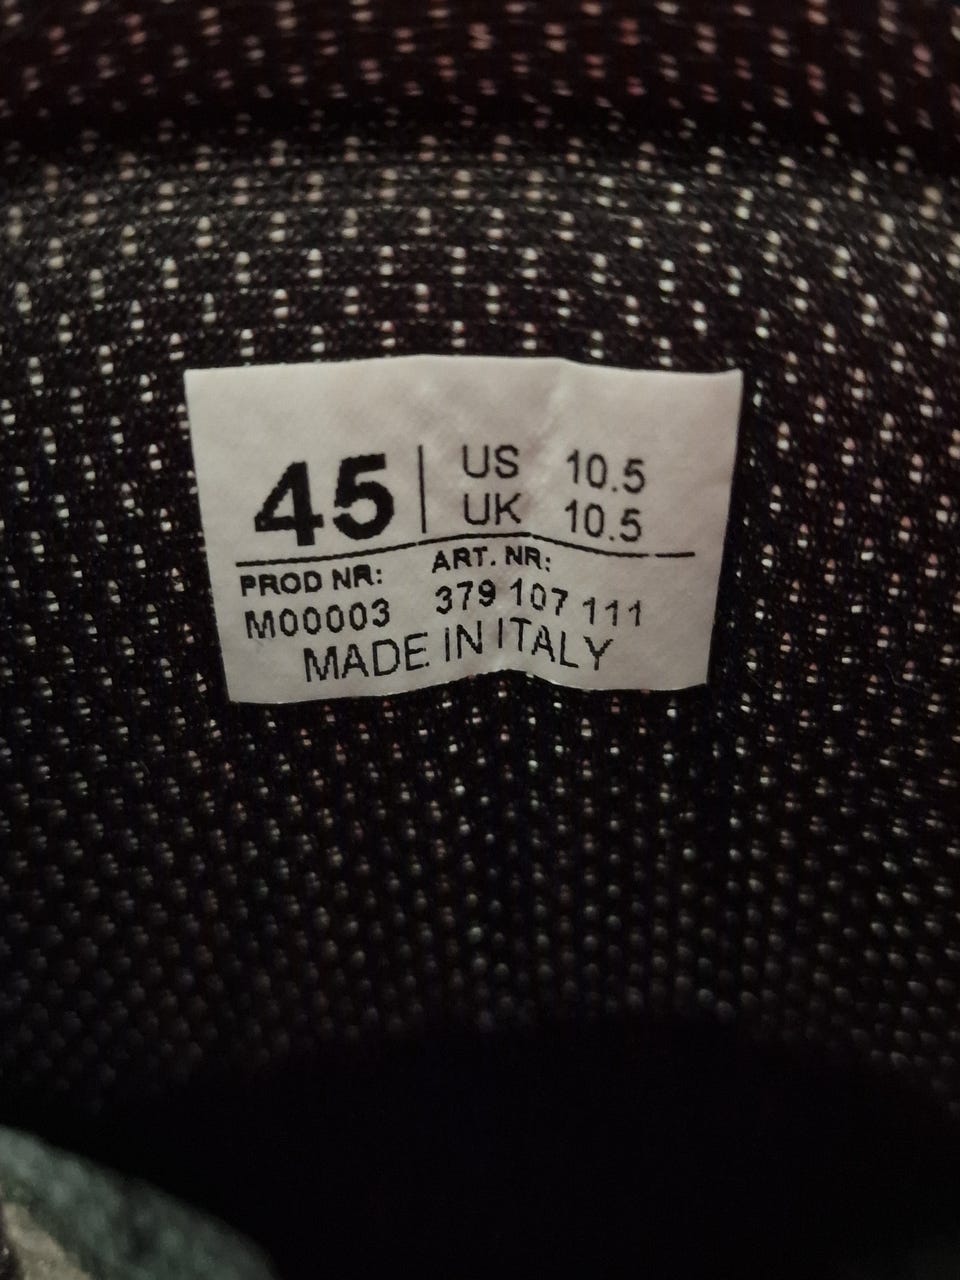 45 | US 10.5
UK 10.5
PROD NR: ART. NR:
M00003 379 107 111
MADE IN ITALY